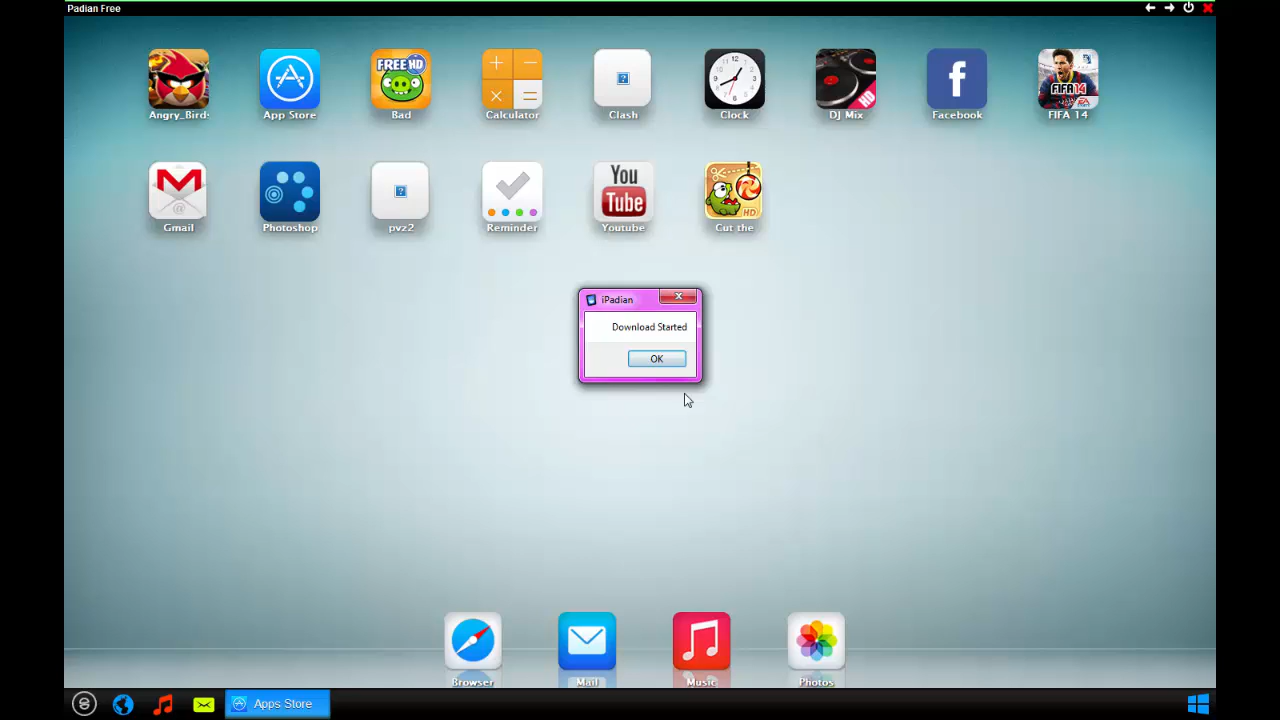 Padian Free
FREE HD
HD
f
FIFA 14
EA
Angry_Bird
App Store
Bad
Calculator
Clash
Clock
DJ Mix
Facebook
FIFA 14
You
Tube
HD
Gmail
Photoshop
pvz2
Reminder
Youtube
Cut the
iPadian
Download Started
OK
Browser
Mail
Music
Photos
Apps Store